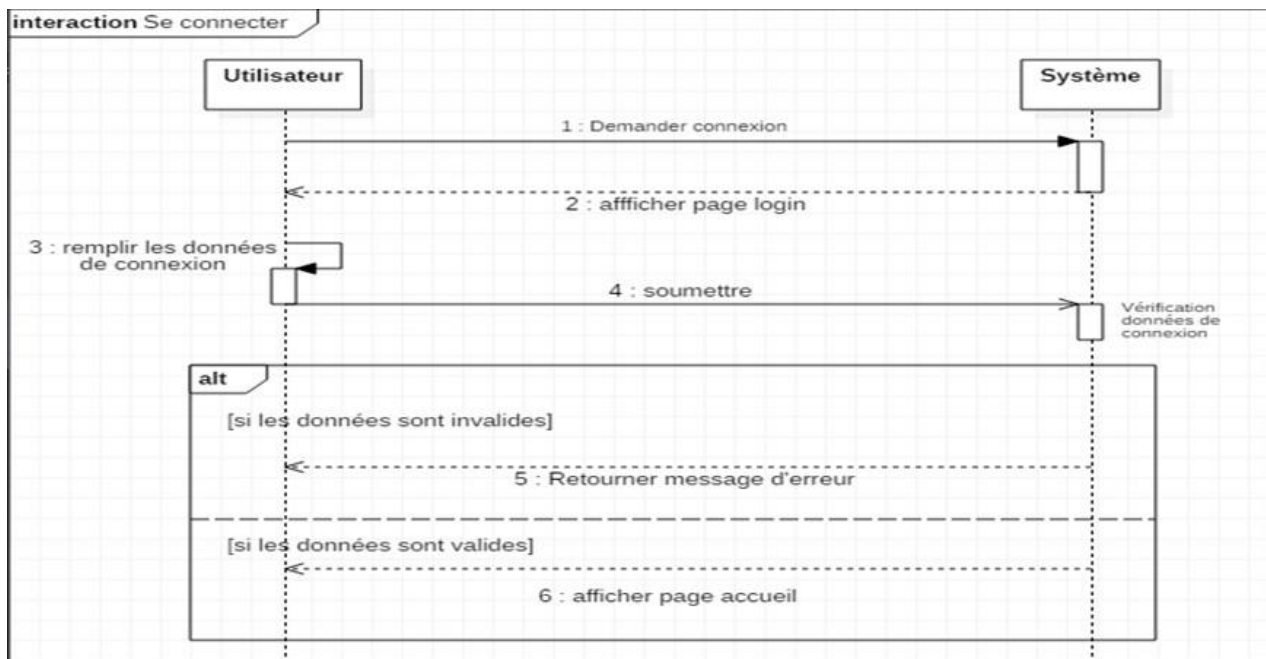 interaction Se connecter
Utilisateur
Système
1 : Demander connexion
2 : affficher page login
3 : remplir les données
de connexion
4 : soumettre
Vérification
données de
connexion
alt
[si les données sont invalides]
5 : Retourner message d'erreur
[si les données sont valides]
6 : afficher page accueil